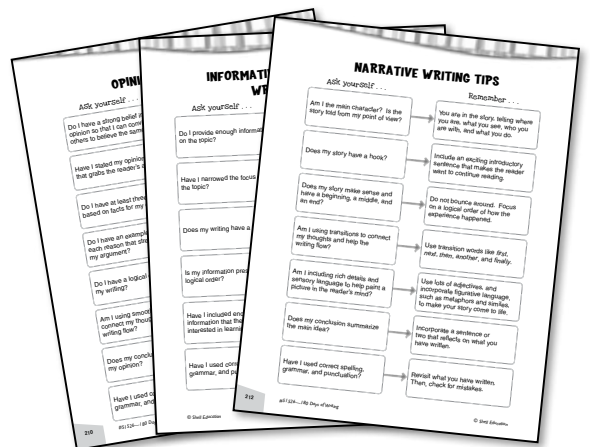 OPINI
Ask yourself . . .
Do I have a strong belief
opinion so that I can
others to believe the sam
Have I stated my opinion
that grabs the reader's
Do I have at least three
based on facts for my
Do I have an example
each reason that
my argument?
Do I have a logical
my writing?
Am I using smooth
connect my thou
writing flow?
Does my conclu
my opinion?
Have I used co
grammar, and
210
#51526—180 Days
INFORMATI
WR
Ask yourself . . .
Do I provide enough informat
on the topic?
Have I narrowed the focus
the topic?
Does my writing have a
Is my information pres
logical order?
Have I included eno
information that the
interested in learni
Have I used corr
grammar, and pu
© Shell Education
NARRATIVE WRITING TIPS
Ask yourself . . .
Remember . . .
Am I the main character? Is the
story told from my point of view?
You are in the story, telling where
you are, what you see, who you
are with, and what you do.
Does my story have a hook?
Include an exciting introductory
sentence that makes the reader
want to continue reading.
Does my story make sense and
have a beginning, a middle, and
an end?
Do not bounce around. Focus
on a logical order of how the
experience happened.
Am I using transitions to connect
my thoughts and help the
writing flow?
Use transition words like first,
next, then, another, and finally.
Am I including rich details and
sensory language to help paint a
picture in the reader's mind?
Use lots of adjectives, and
incorporate figurative language,
such as metaphors and similes,
to make your story come to life.
Does my conclusion summarize
the main idea?
Incorporate a sentence or
two that reflects on what you
have written.
Have I used correct spelling,
grammar, and punctuation?
Revisit what you have written.
Then, check for mistakes.
212
#51526—180 Days of Writing
© Shell Education